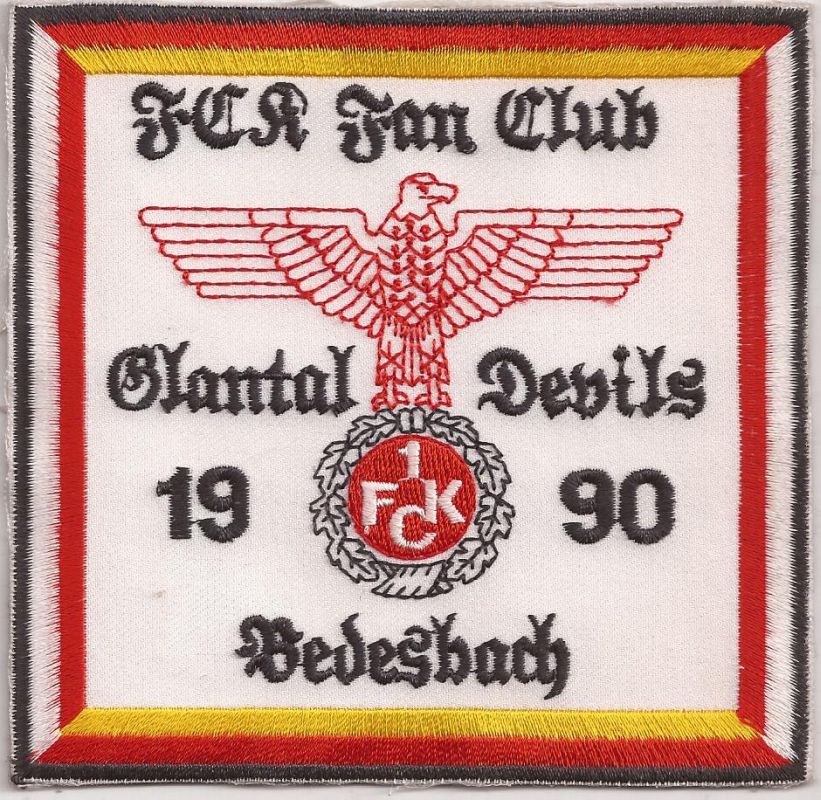 FCK Fan Club
Glantal Devils
19 90
1
FCK
Bedesbach